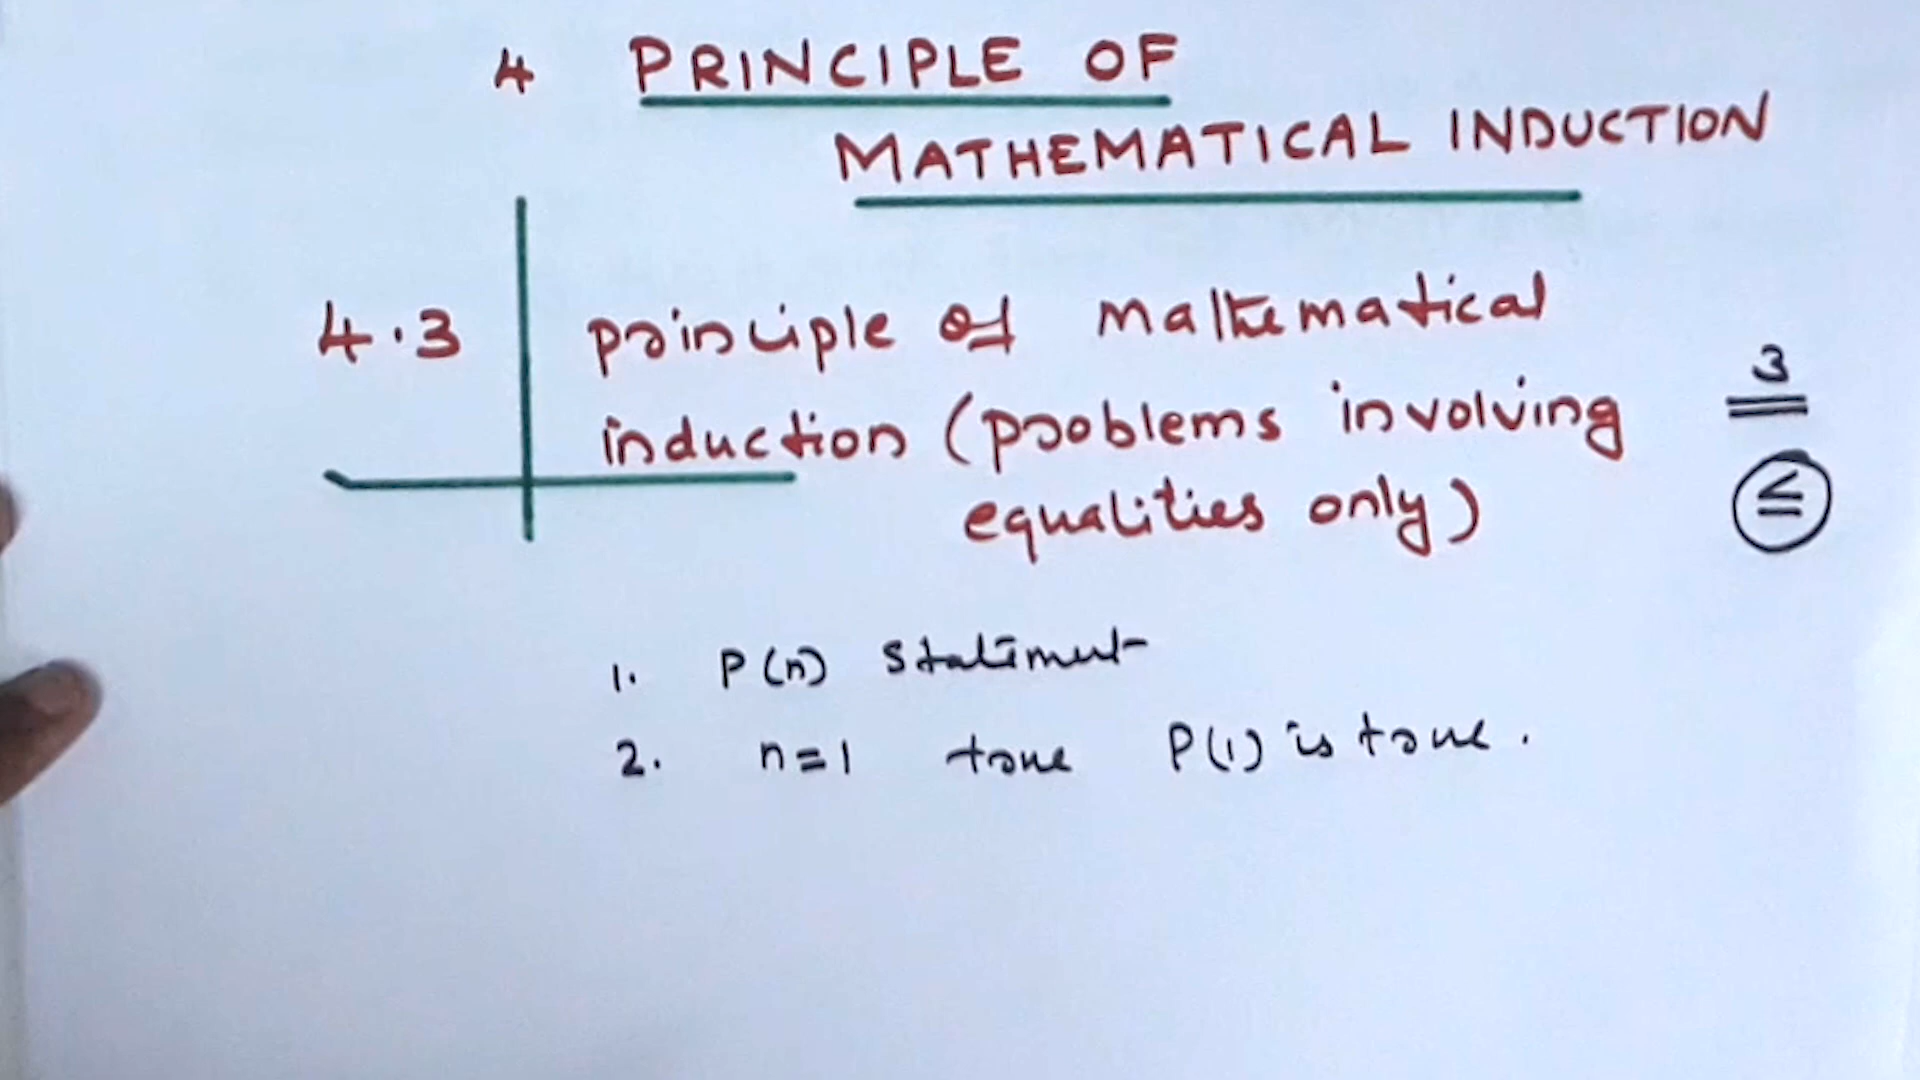 4 PRINCIPLE OF
MATHEMATICAL INDUCTION
4.3 principle of mathematical
induction (problems involving
equalities only)
3
≤
1. P(n) statement
2. n=1 true P(1) is true.